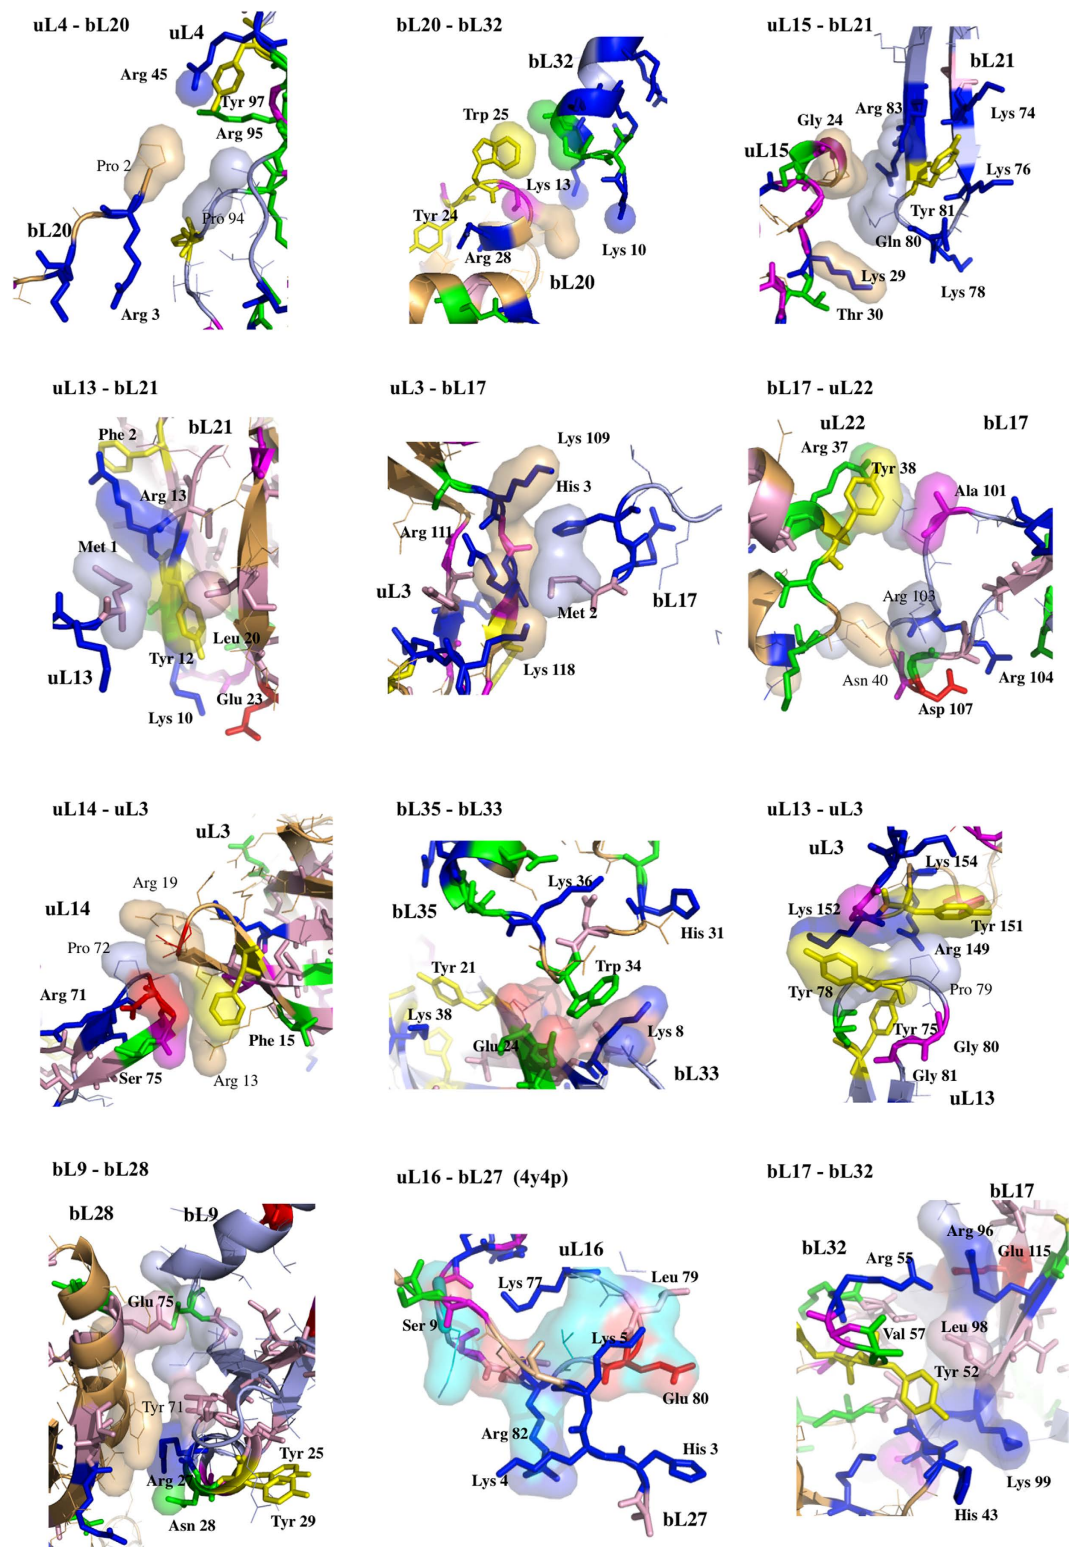 uL4 - bL20
uL4
Arg 45
Tyr 97
Arg 95
Pro 2
Pro 94
bL20
Arg 3
bL20 - bL32
bL32
Trp 25
Lys 13
Tyr 24
Arg 28
Lys 10
bL20
uL15 - bL21
bL21
Arg 83
Lys 74
Gly 24
uL15
Lys 76
Tyr 81
Gln 80
Lys 29
Lys 78
Thr 30
uL13 - bL21
Phe 2
bL21
Arg 13
Met 1
Leu 20
Tyr 12
uL13
Glu 23
Lys 10
uL3 - bL17
Lys 109
His 3
Arg 111
uL3
Met 2
bL17
Lys 118
bL17 - uL22
uL22
bL17
Arg 37
Tyr 38
Ala 101
Arg 103
Asn 40
Arg 104
Asp 107
uL14 - uL3
uL3
Arg 19
uL14
Pro 72
Arg 71
Phe 15
Ser 75
Arg 13
bL35 - bL33
Lys 36
bL35
His 31
Tyr 21
Trp 34
Lys 38
Lys 8
Glu 24
bL33
uL13 - uL3
uL3
Lys 154
Lys 152
Tyr 151
Arg 149
Tyr 78
Pro 79
Tyr 75
Gly 80
Gly 81
uL13
bL9 - bL28
bL28
bL9
Glu 75
Tyr 71
Tyr 25
Arg 27
Asn 28
Tyr 29
uL16 - bL27 (4y4p)
uL16
Lys 77
Leu 79
Ser 9
Lys 5
Glu 80
Arg 82
His 3
Lys 4
bL27
bL17 - bL32
bL17
Arg 96
bL32
Arg 55
Glu 115
Val 57
Leu 98
Tyr 52
Lys 99
His 43